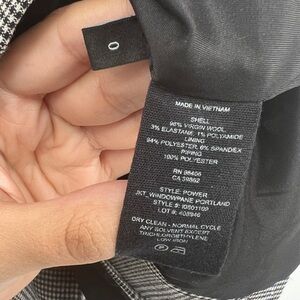 0
MADE IN VIETNAM
SHELL
96% VIRGIN WOOL
3% ELASTANE 1% POLYAMIDE
LINING
94% POLYESTER 6% SPANDEX
PIPING
100% POLYESTER
RN 98406
CA 39862
STYLE: POWER
JKT_WINDOWPANE PORTLAND
STYLE #:
LOT #: 408946
DRY CLEAN - NORMAL CYCLE
ANY SOLVENT EXCEPT
TRICHLOROETHYLENE
LOW IRON
P